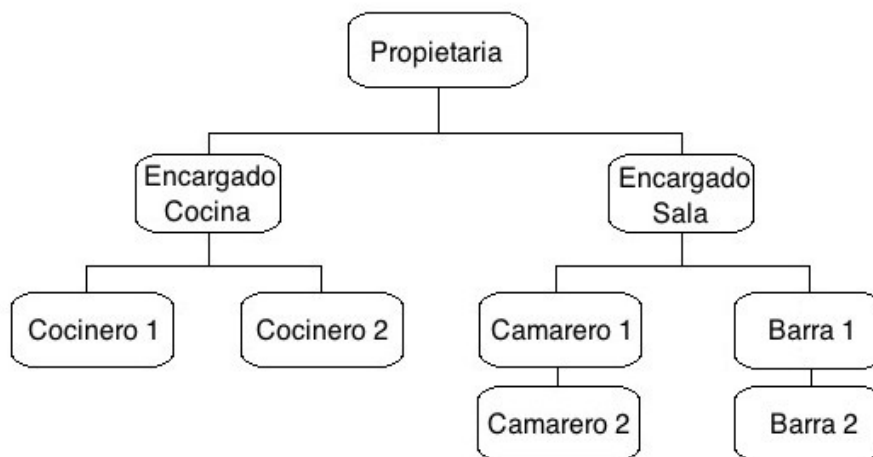 Propietaria
Encargado
Cocina
Encargado
Sala
Cocinero 1
Cocinero 2
Camarero 1
Barra 1
Camarero 2
Barra 2